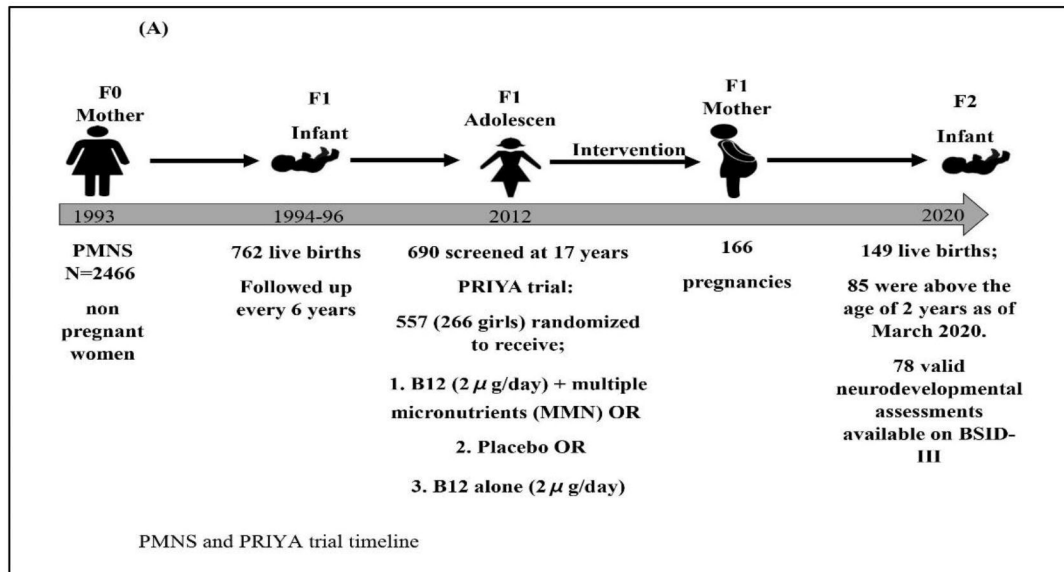 (A)
F0
Mother
F1
Infant
F1
Adolescen
Intervention
F1
Mother
F2
Infant
1993
1994-96
2012
2020
PMNS
N=2466
non
pregnant
women
762 live births
Followed up
every 6 years
690 screened at 17 years
PRIYA trial:
557 (266 girls) randomized
to receive;
1. B12 (2 μ g/day) + multiple
micronutrients (MMN) OR
2. Placebo OR
3. B12 alone (2 μ g/day)
166
pregnancies
149 live births;
85 were above the
age of 2 years as of
March 2020.
78 valid
neurodevelopmental
assessments
available on BSID-
III
PMNS and PRIYA trial timeline